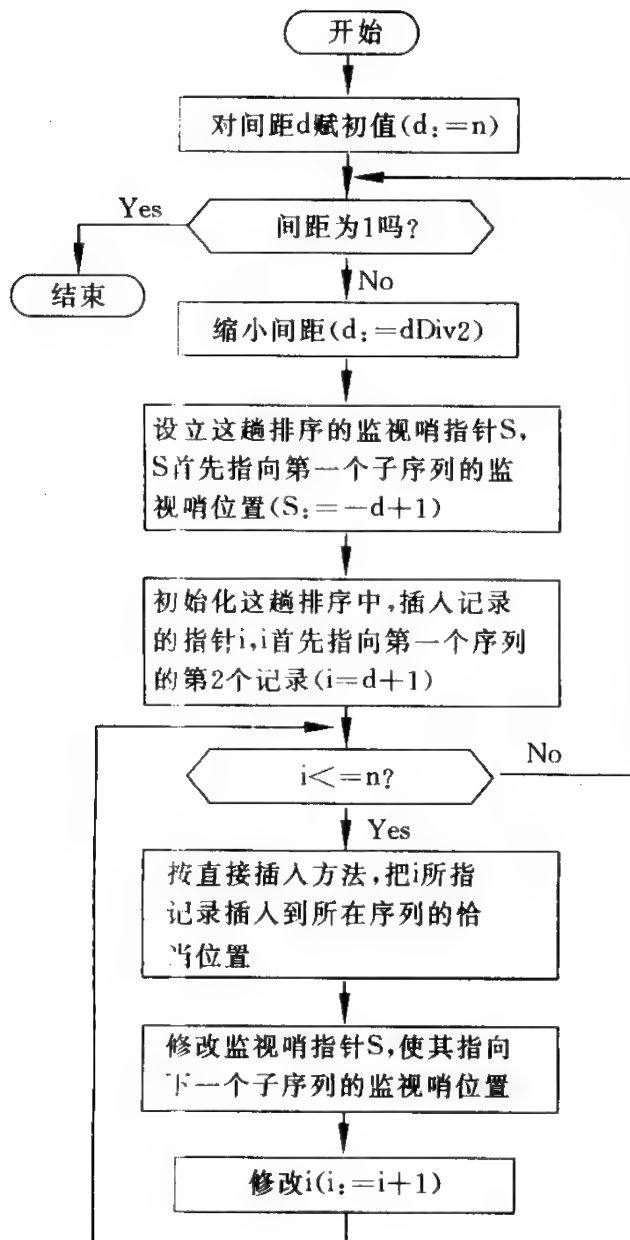 开始
对间距d赋初值(d:=n)
Yes
间距为1吗?
No
结束
缩小间距(d:=dDiv2)
设立这趟排序的监视哨指针S,
S首先指向第一个子序列的监
视哨位置(S:=-d+1)
初始化这趟排序中,插入记录
的指针i,i首先指向第一个序列
的第2个记录(i=d+1)
i<=n?
No
Yes
按直接插入方法,把i所指
记录插入到所在序列的恰
当位置
修改监视哨指针S,使其指向
下一个子序列的监视哨位置
修改i(i:=i+1)